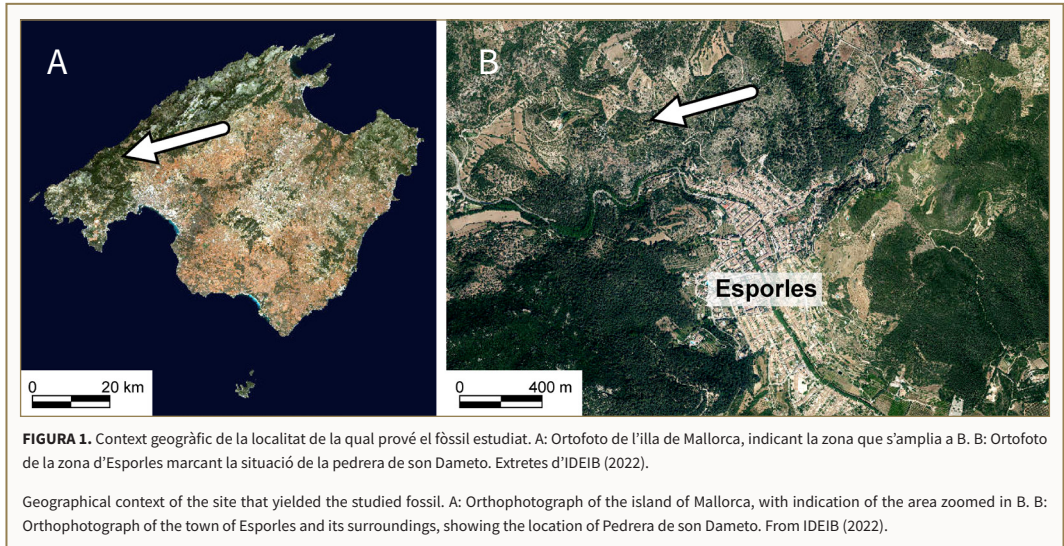 A
B
Esporles
0 20 km
0 400 m
FIGURA 1. Context geogràfic de la localitat de la qual prové el fòssil estudiat. A: Ortofoto de l’illa de Mallorca, indicant la zona que s’amplia a B. B: Ortofoto
de la zona d’Esporles marcant la situació de la pedrera de son Dameto. Extretes d’IDEIB (2022).
Geographical context of the site that yielded the studied fossil. A: Orthophotograph of the island of Mallorca, with indication of the area zoomed in B. B:
Orthophotograph of the town of Esporles and its surroundings, showing the location of Pedrera de son Dameto. From IDEIB (2022).